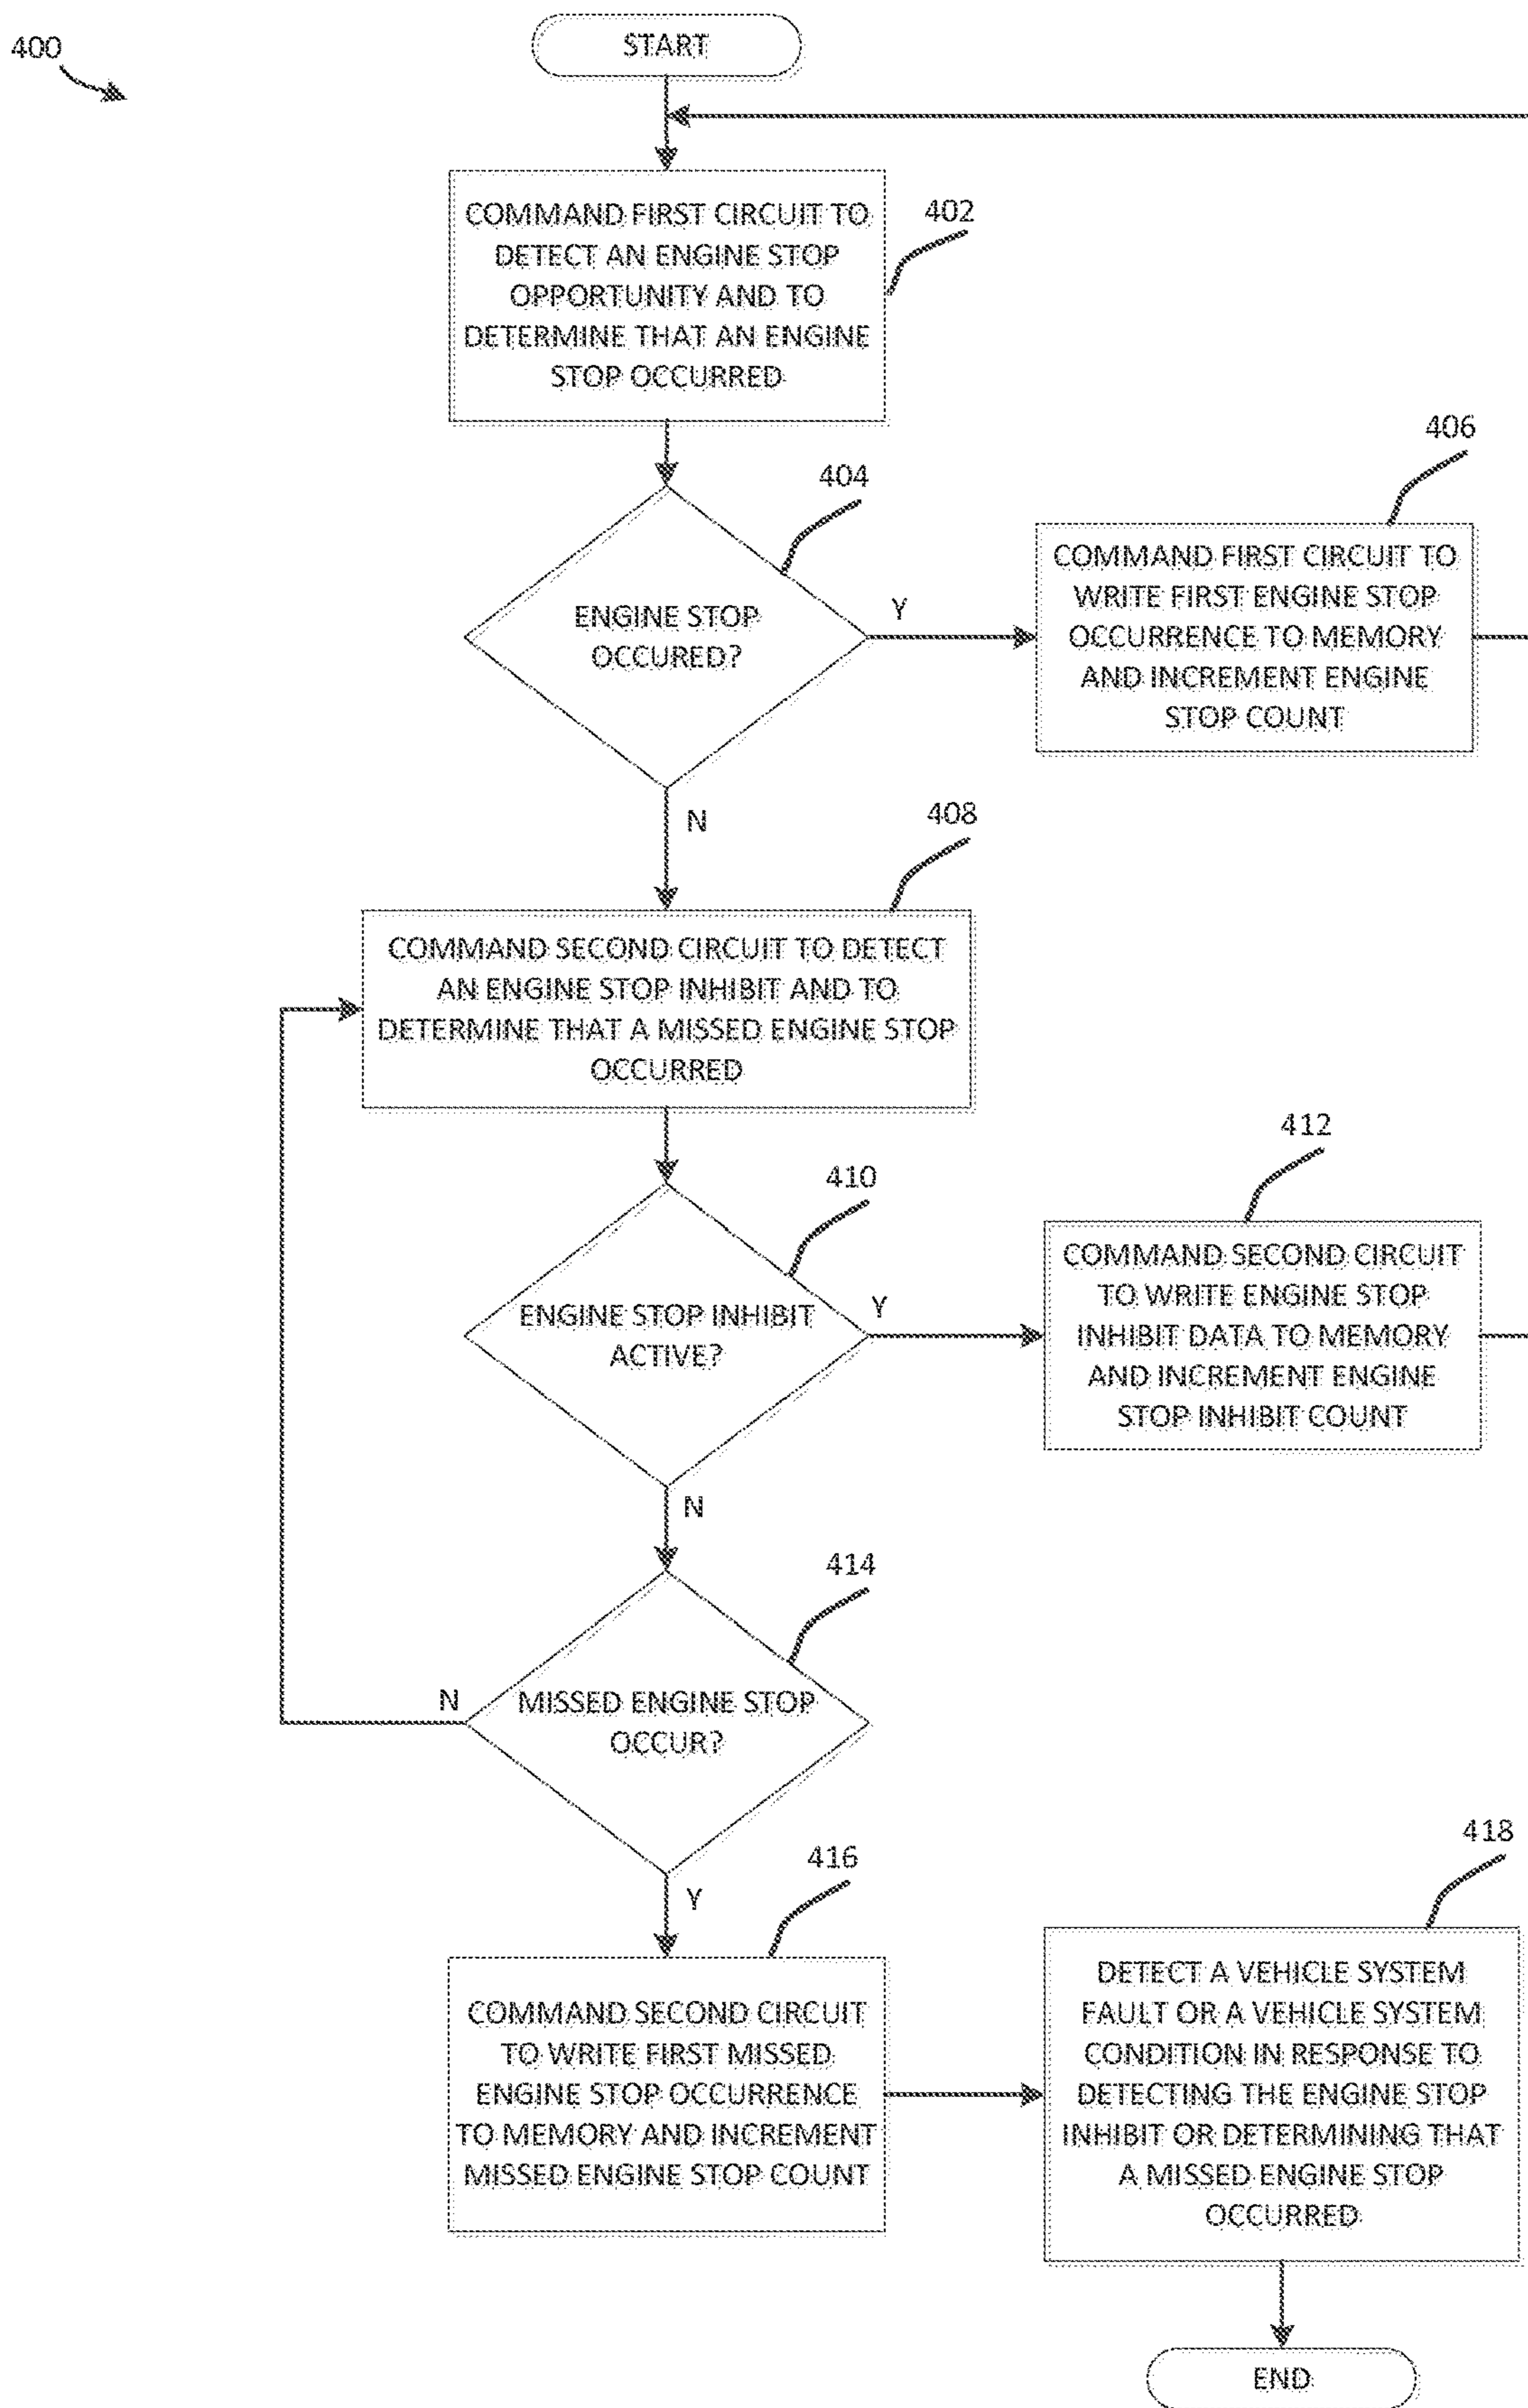 400
START
COMMAND FIRST CIRCUIT TO
DETECT AN ENGINE STOP
OPPORTUNITY AND TO
DETERMINE THAT AN ENGINE
STOP OCCURRED
402
404
ENGINE STOP
OCCURED?
Y
N
406
COMMAND FIRST CIRCUIT TO
WRITE FIRST ENGINE STOP
OCCURRENCE TO MEMORY
AND INCREMENT ENGINE
STOP COUNT
408
COMMAND SECOND CIRCUIT TO DETECT
AN ENGINE STOP INHIBIT AND TO
DETERMINE THAT A MISSED ENGINE STOP
OCCURRED
410
ENGINE STOP INHIBIT
ACTIVE?
Y
N
412
COMMAND SECOND CIRCUIT
TO WRITE ENGINE STOP
INHIBIT DATA TO MEMORY
AND INCREMENT ENGINE
STOP INHIBIT COUNT
414
MISSED ENGINE STOP
OCCUR?
N
Y
416
COMMAND SECOND CIRCUIT
TO WRITE FIRST MISSED
ENGINE STOP OCCURRENCE
TO MEMORY AND INCREMENT
MISSED ENGINE STOP COUNT
418
DETECT A VEHICLE SYSTEM
FAULT OR A VEHICLE SYSTEM
CONDITION IN RESPONSE TO
DETECTING THE ENGINE STOP
INHIBIT OR DETERMINING THAT
A MISSED ENGINE STOP
OCCURRED
END